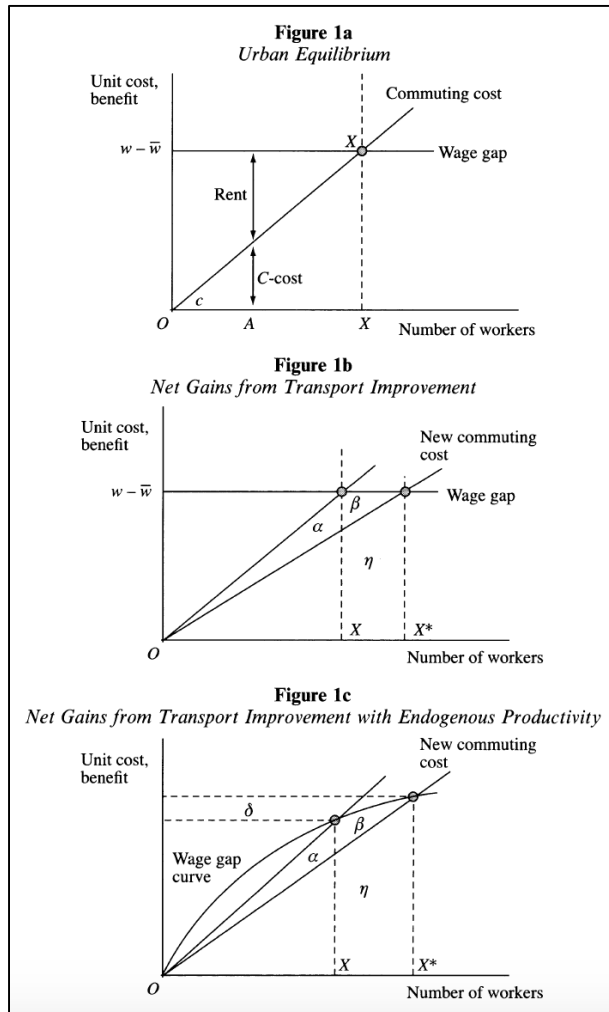 Figure 1a
Urban Equilibrium
Unit cost,
benefit
Commuting cost
X
w − w̅
Wage gap
Rent
C-cost
c
O
A
X
Number of workers
Figure 1b
Net Gains from Transport Improvement
Unit cost,
benefit
New commuting
cost
w − w̅
Wage gap
β
α
η
X
X*
O
Number of workers
Figure 1c
Net Gains from Transport Improvement with Endogenous Productivity
Unit cost,
benefit
New commuting
cost
δ
β
Wage gap
curve
α
η
X
X*
O
Number of workers